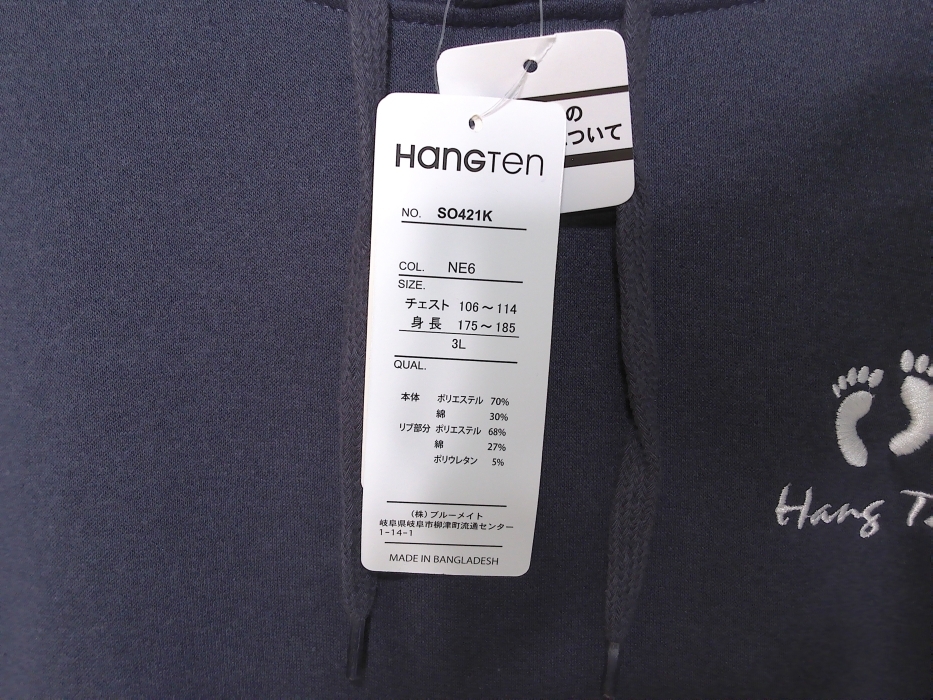 の
ついて
HANGTEN
NO. SO421K
COL. NE6
SIZE.
チェスト 106～114
身長 175～185
3L
QUAL.
本体 ポリエステル 70%
綿 30%
リブ部分 ポリエステル 68%
綿 27%
ポリウレタン 5%
(株)ブルーメイト
岐阜県岐阜市柳津町流通センター
1-14-1
MADE IN BANGLADESH
Hang